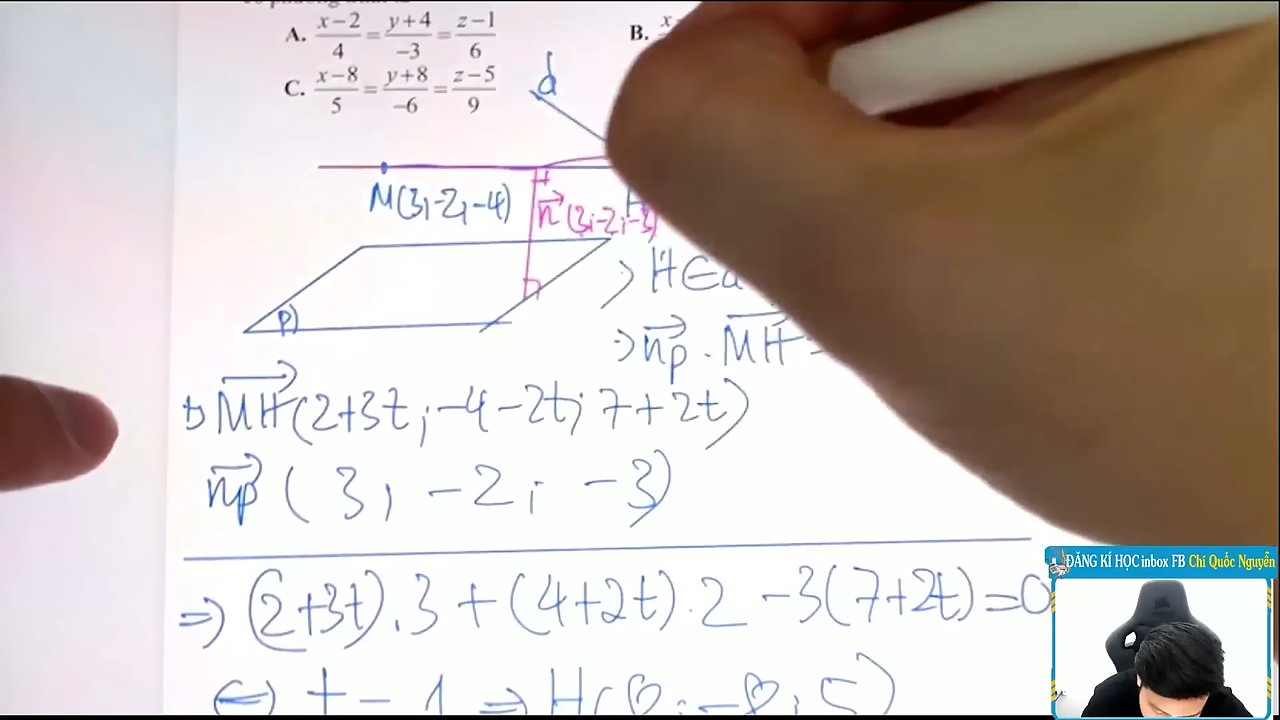 A. x−2/4 = y+4/−3 = z−1/6
B.
C. x−8/5 = y+8/−6 = z−5/9
d
M(3;-2;-4)
H
n⃗(3;-2;-3)
P)
H∈d
n⃗p . MH⃗
MH⃗(2+3t;-4-2t;7+2t)
n⃗p (3; -2; -3)
ĐĂNG KÍ HỌC inbox FB Chí Quốc Nguyễn
⇒ (2+3t).3 + (4+2t).2 -3(7+2t)=0